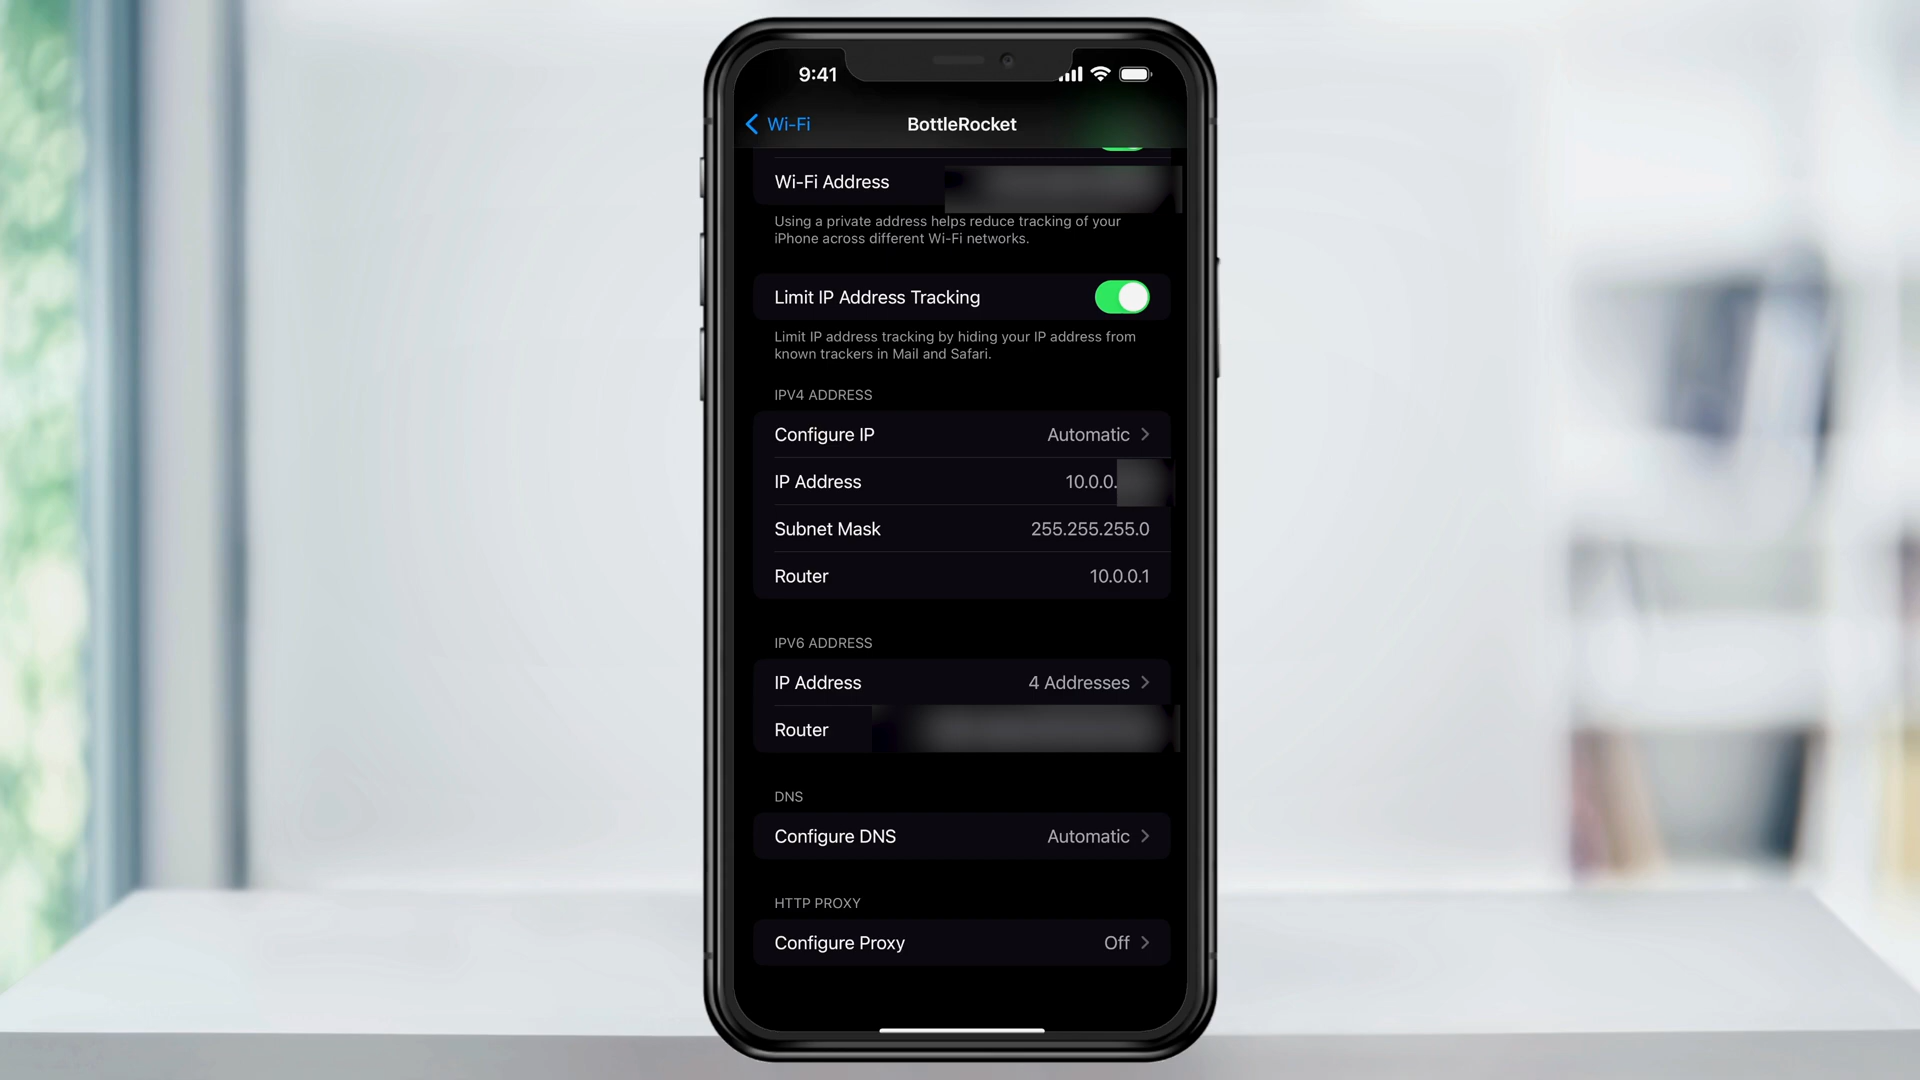 9:41
Wi-Fi
BottleRocket
Wi-Fi Address
Using a private address helps reduce tracking of your
iPhone across different Wi-Fi networks.
Limit IP Address Tracking
Limit IP address tracking by hiding your IP address from
known trackers in Mail and Safari.
IPV4 ADDRESS
Configure IP Automatic
IP Address 10.0.0.
Subnet Mask 255.255.255.0
Router 10.0.0.1
IPV6 ADDRESS
IP Address 4 Addresses
Router
DNS
Configure DNS Automatic
HTTP PROXY
Configure Proxy Off